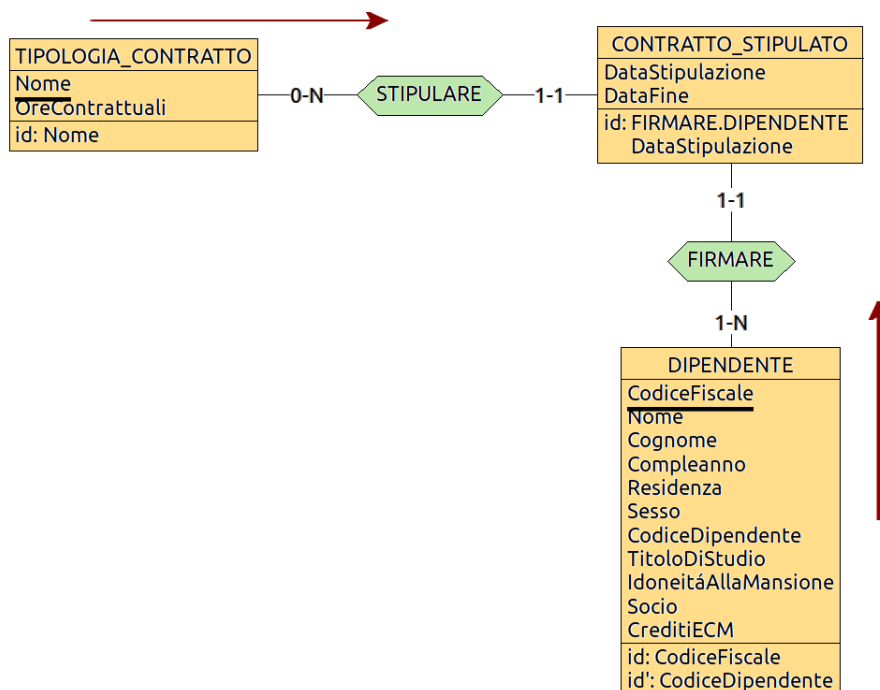 TIPOLOGIA_CONTRATTO
Nome
OreContrattuali
id: Nome
0-N
STIPULARE
1-1
CONTRATTO_STIPULATO
DataStipulazione
DataFine
id: FIRMARE.DIPENDENTE
DataStipulazione
1-1
FIRMARE
1-N
DIPENDENTE
CodiceFiscale
Nome
Cognome
Compleanno
Residenza
Sesso
CodiceDipendente
TitoloDiStudio
IdoneitáAllaMansione
Socio
CreditiECM
id: CodiceFiscale
id': CodiceDipendente